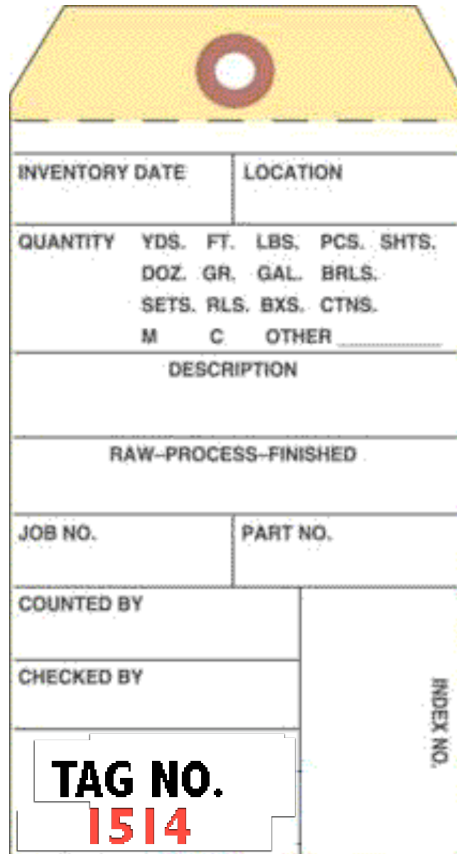 INVENTORY DATE LOCATION
QUANTITY YDS. FT. LBS. PCS. SHTS.
DOZ. GR. GAL. BRLS.
SETS. RLS. BXS. CTNS.
M C OTHER __________
DESCRIPTION
RAW–PROCESS–FINISHED
JOB NO. PART NO.
COUNTED BY
CHECKED BY
INDEX NO.
TAG NO.
1514